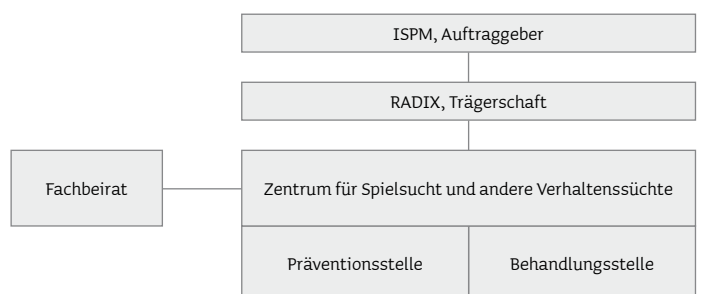 ISPM, Auftraggeber
RADIX, Trägerschaft
Fachbeirat
Zentrum für Spielsucht und andere Verhaltenssüchte
Präventionsstelle
Behandlungsstelle